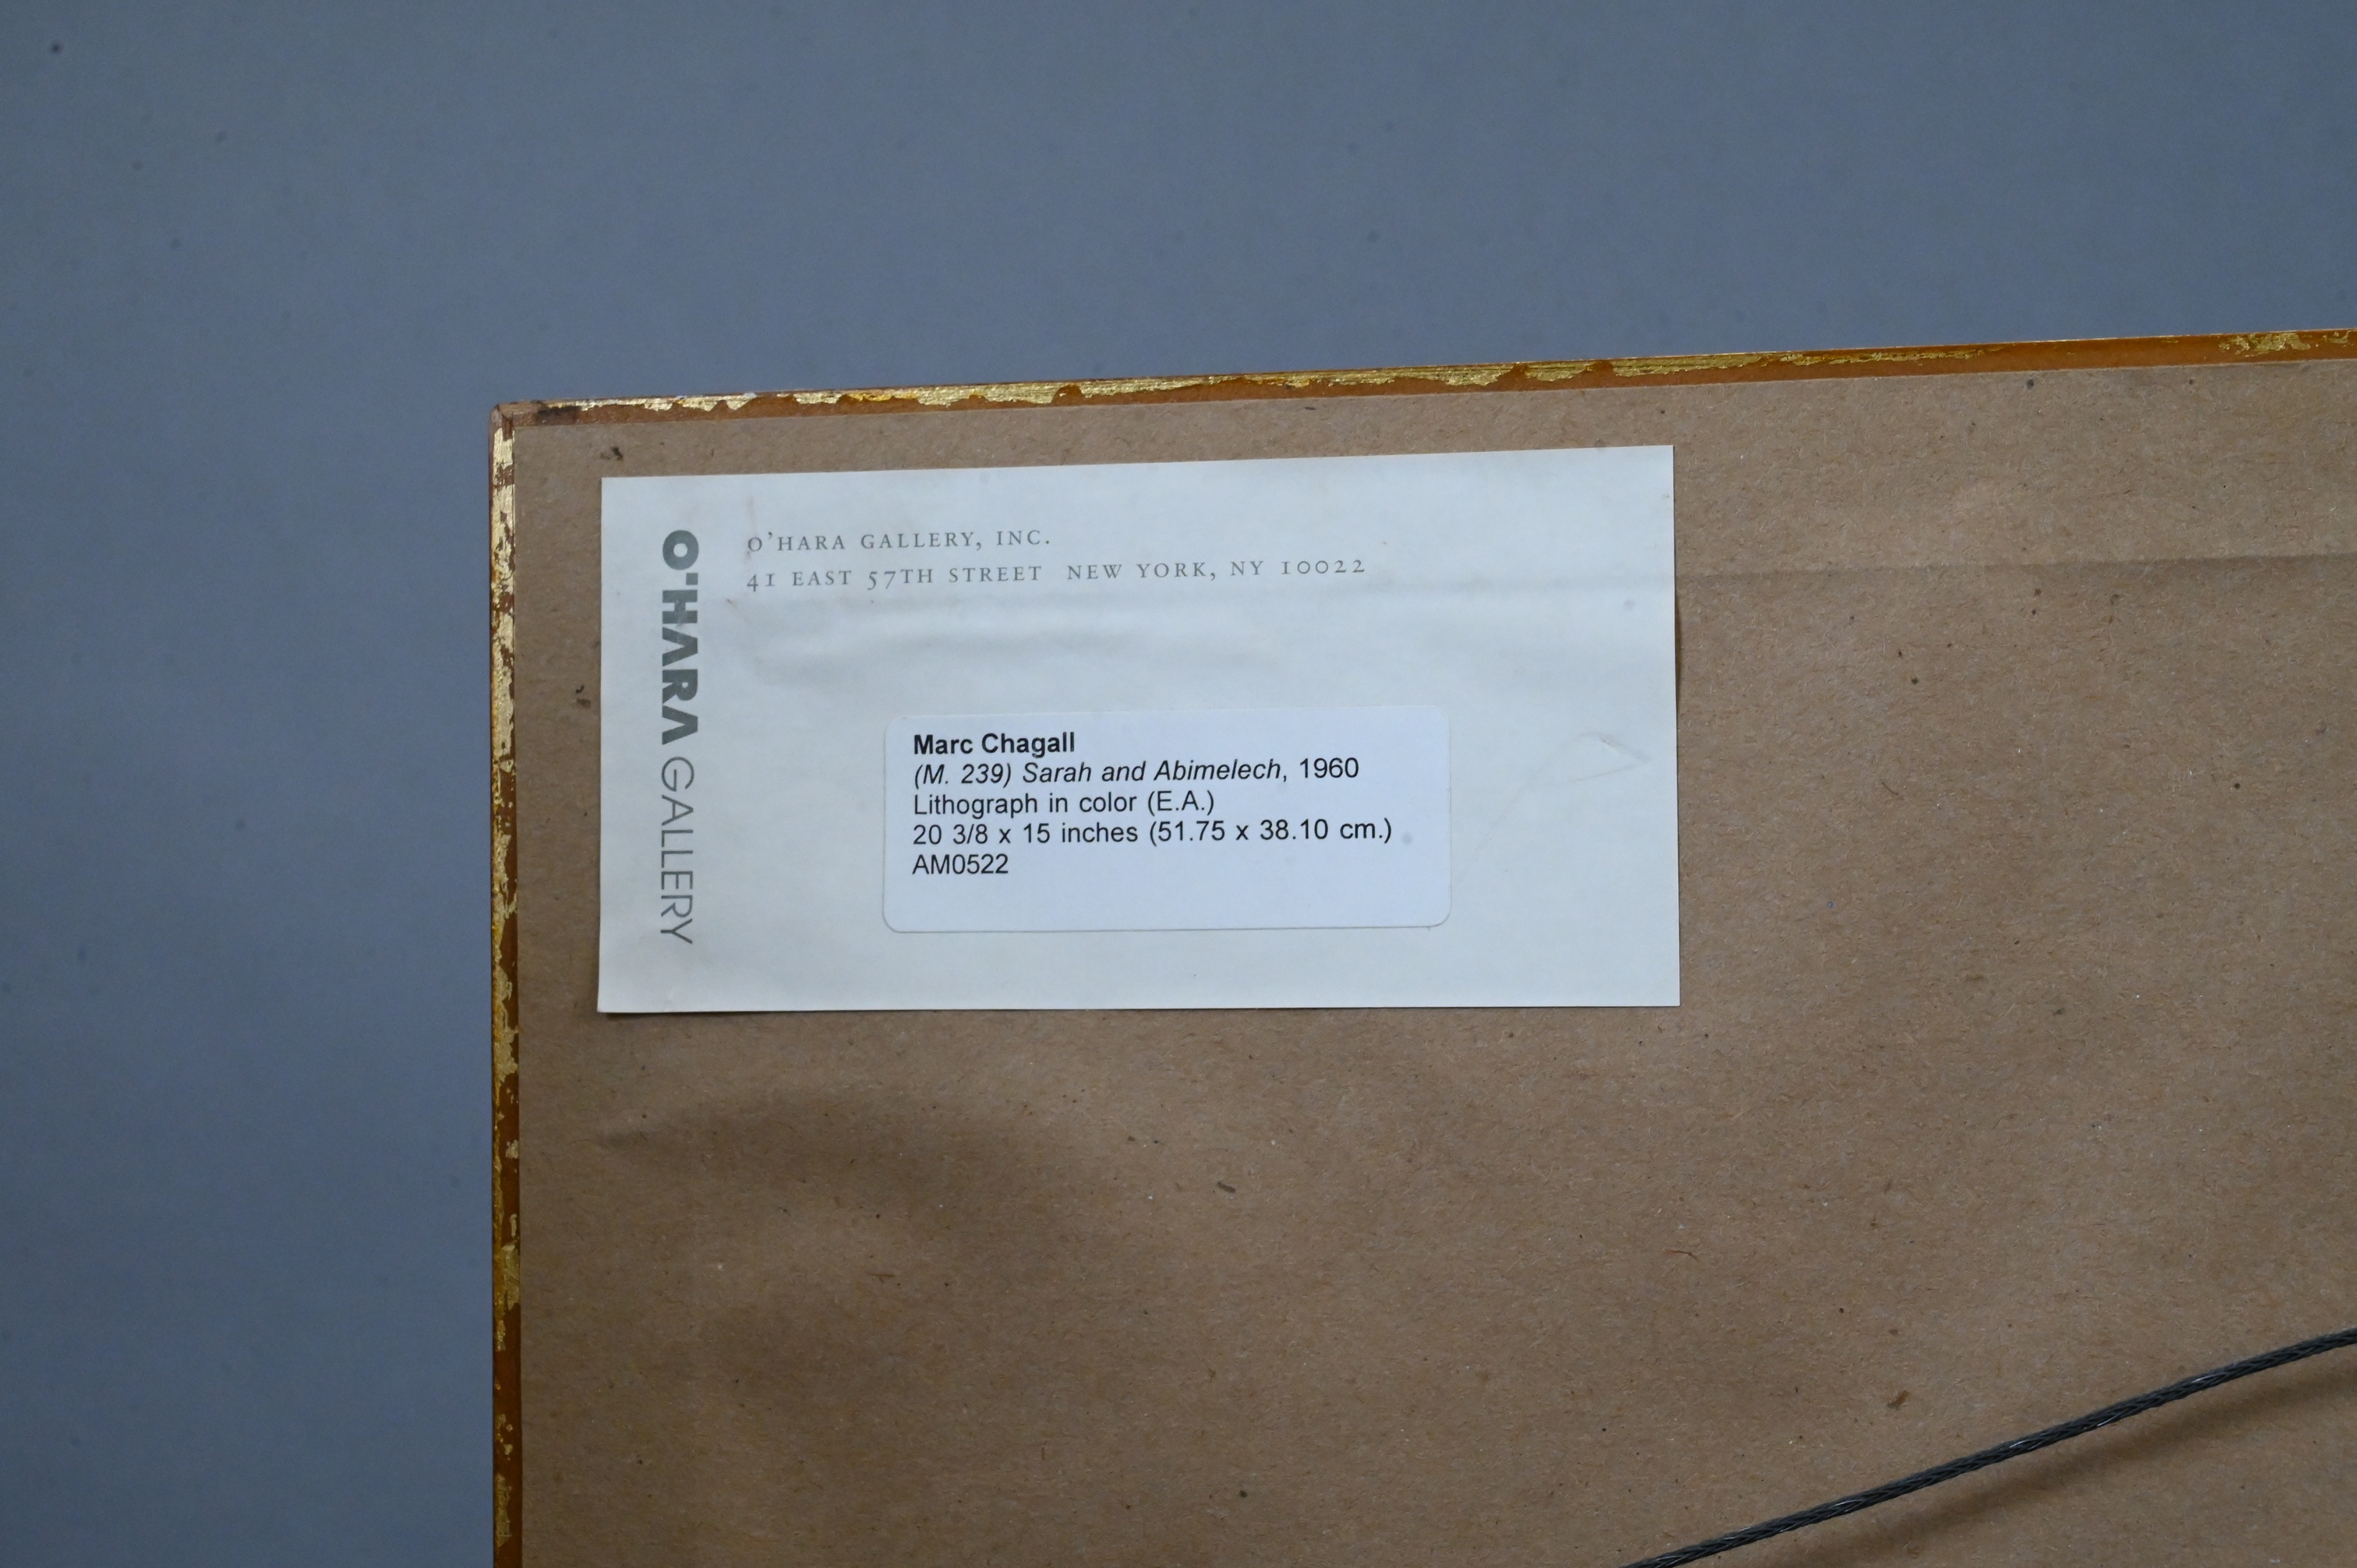 O'HARA GALLERY
O'HARA GALLERY, INC.
41 EAST 57TH STREET NEW YORK, NY 10022
Marc Chagall
(M. 239) Sarah and Abimelech, 1960
Lithograph in color (E.A.)
20 3/8 x 15 inches (51.75 x 38.10 cm.)
AM0522